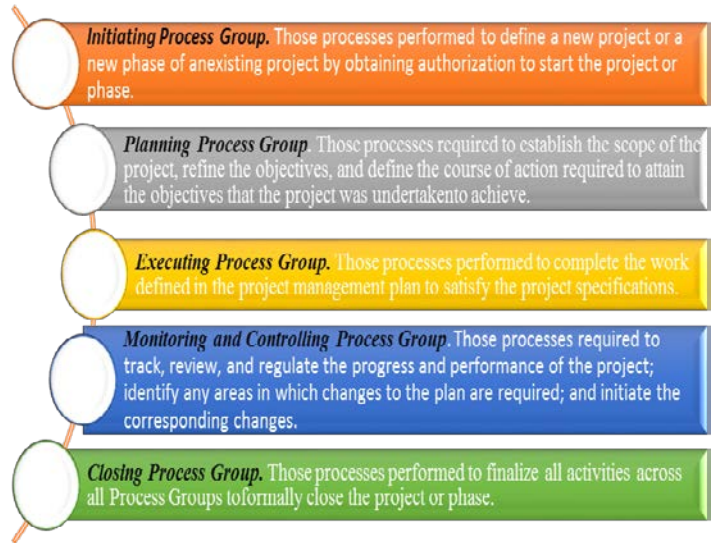 Initiating Process Group. Those processes performed to define a new project or a
new phase of anexisting project by obtaining authorization to start the project or
phase.
Planning Process Group. Those processes required to establish the scope of the
project, refine the objectives, and define the course of action required to attain
the objectives that the project was undertakento achieve.
Executing Process Group. Those processes performed to complete the work
defined in the project management plan to satisfy the project specifications.
Monitoring and Controlling Process Group. Those processes required to
track, review, and regulate the progress and performance of the project;
identify any areas in which changes to the plan are required; and initiate the
corresponding changes.
Closing Process Group. Those processes performed to finalize all activities across
all Process Groups toformally close the project or phase.